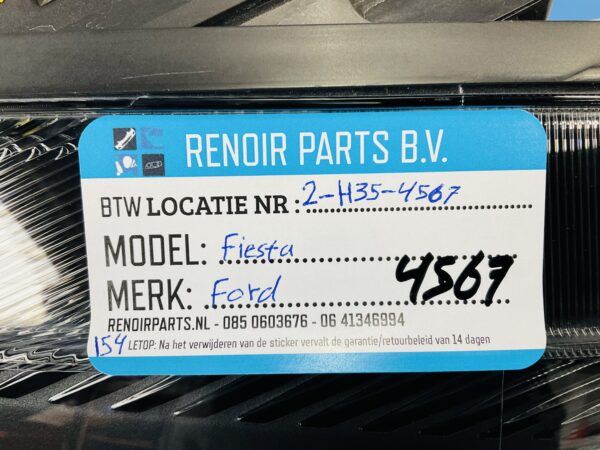 RENOIR PARTS B.V.
BTW LOCATIE NR : 2-H35-4567
MODEL: Fiesta
MERK: Ford 4567
RENOIRPARTS.NL - 085 0603676 - 06 41346994
154 LETOP: Na het verwijderen van de sticker vervalt de garantie/retourbeleid van 14 dagen